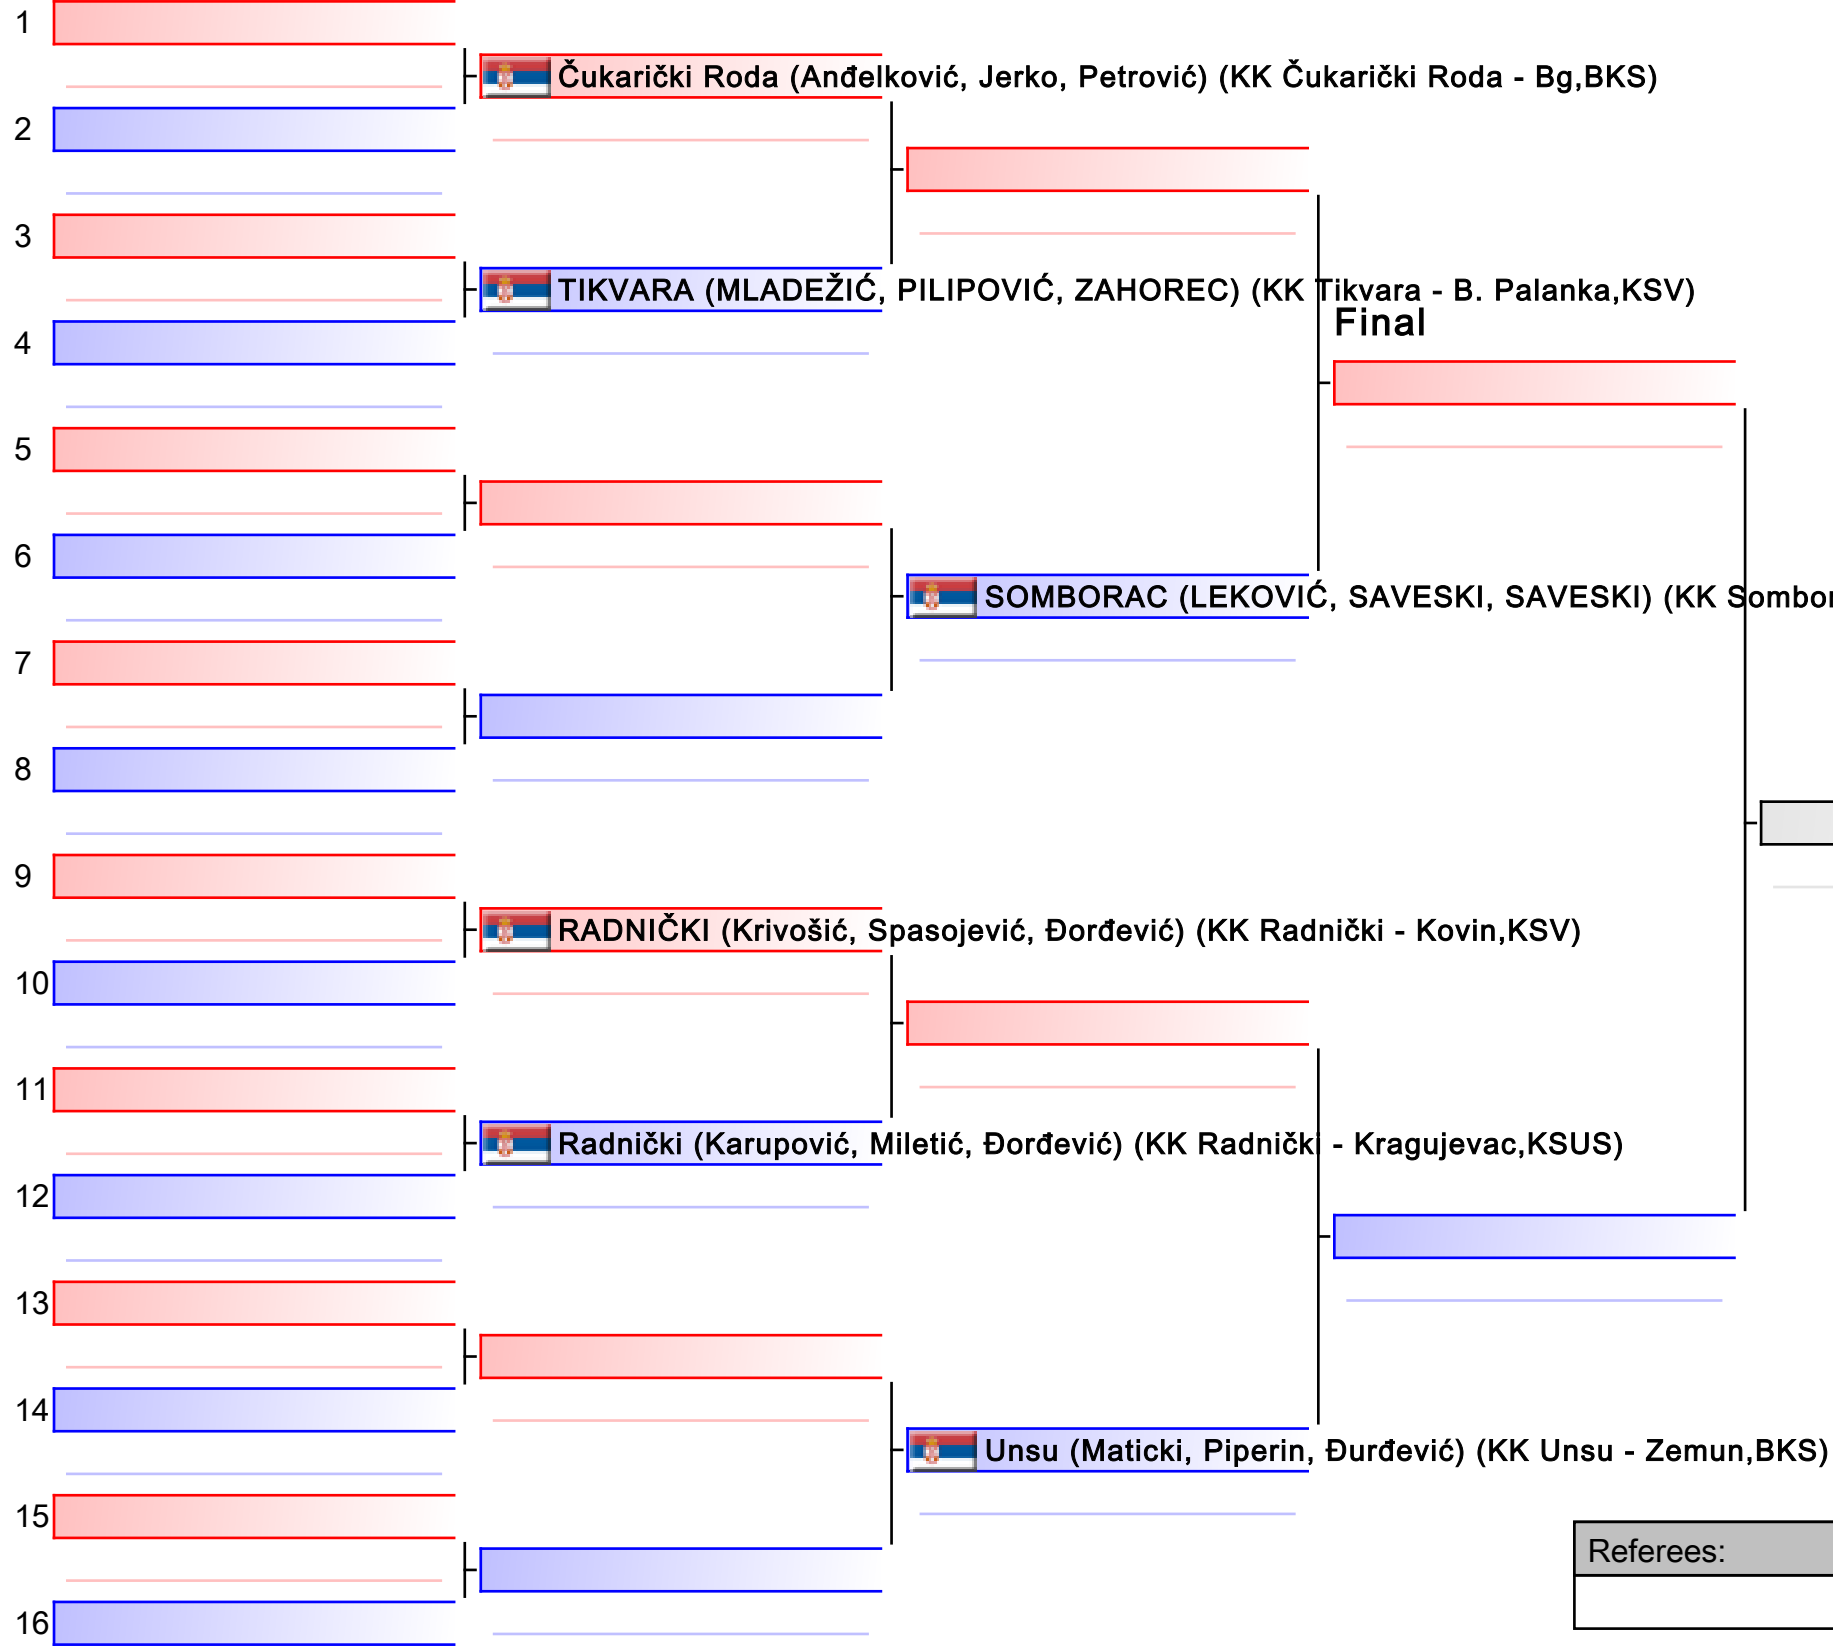 1
Čukarički Roda (Anđelković, Jerko, Petrović) (KK Čukarički Roda - Bg,BKS)
2
3
TIKVARA (MLADEŽIĆ, PILIPOVIĆ, ZAHOREC) (KK Tikvara - B. Palanka,KSV)
Final
4
5
6
SOMBORAC (LEKOVIĆ, SAVESKI, SAVESKI) (KK Sombor
7
8
9
RADNIČKI (Krivošić, Spasojević, Đorđević) (KK Radnički - Kovin,KSV)
10
11
Radnički (Karupović, Miletić, Đorđević) (KK Radnički - Kragujevac,KSUS)
12
13
14
Unsu (Maticki, Piperin, Đurđević) (KK Unsu - Zemun,BKS)
15
Referees:
16